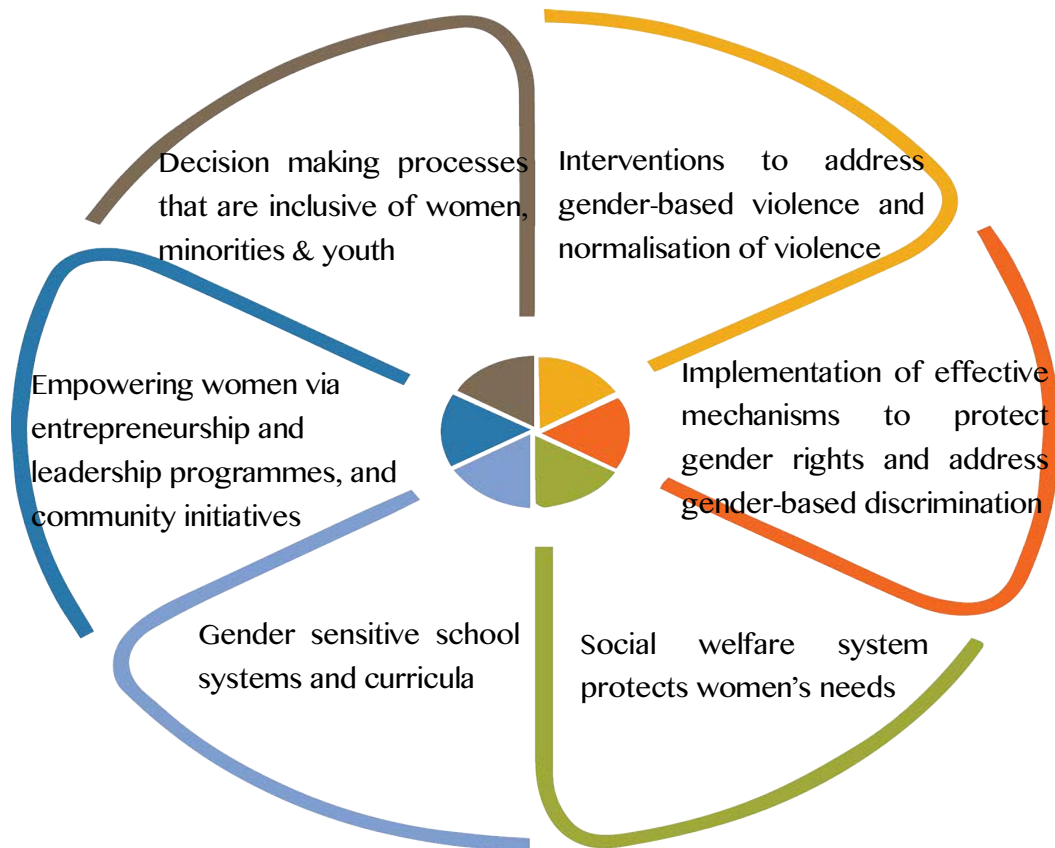 Decision making processes
that are inclusive of women,
minorities & youth
Interventions to address
gender-based violence and
normalisation of violence
Implementation of effective
mechanisms to protect
gender rights and address
gender-based discrimination
Social welfare system
protects women’s needs
Gender sensitive school
systems and curricula
Empowering women via
entrepreneurship and
leadership programmes, and
community initiatives